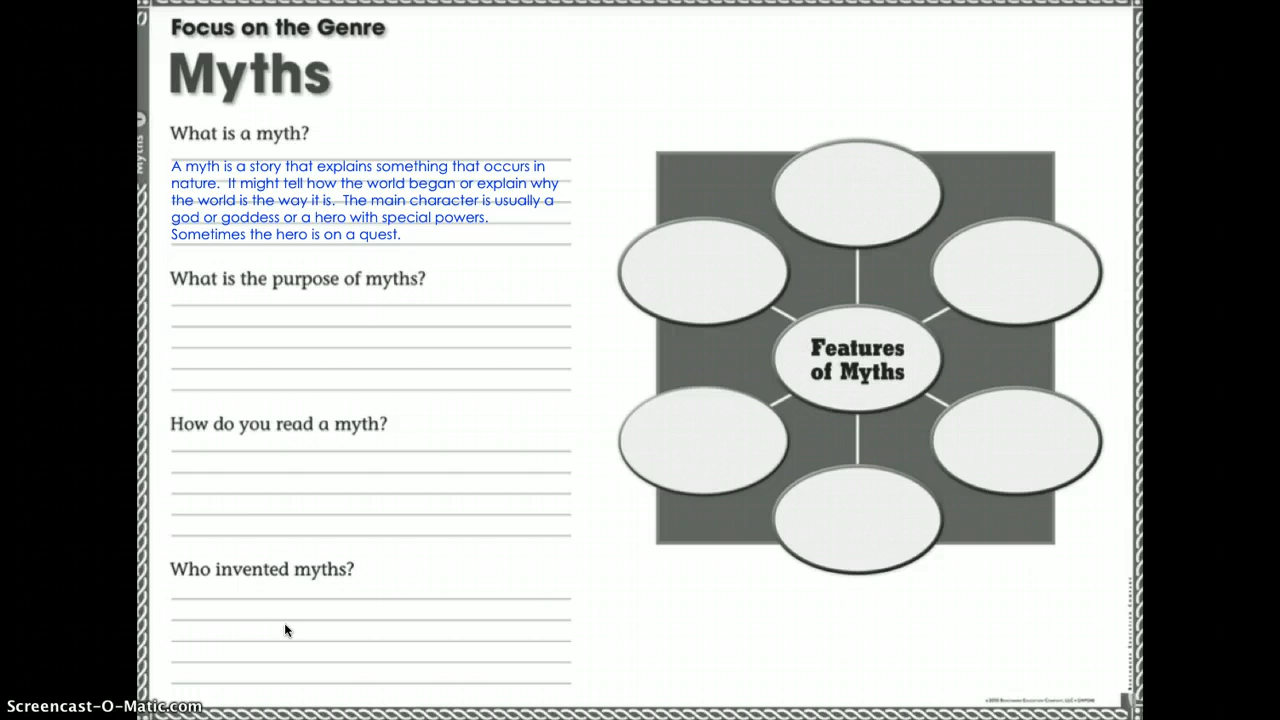 Focus on the Genre
Myths
What is a myth?
A myth is a story that explains something that occurs in
nature.  It might tell how the world began or explain why
the world is the way it is.  The main character is usually a
god or goddess or a hero with special powers.
Sometimes the hero is on a quest.
What is the purpose of myths?
How do you read a myth?
Who invented myths?
Features
of Myths
Myths
Screencast-O-Matic.com